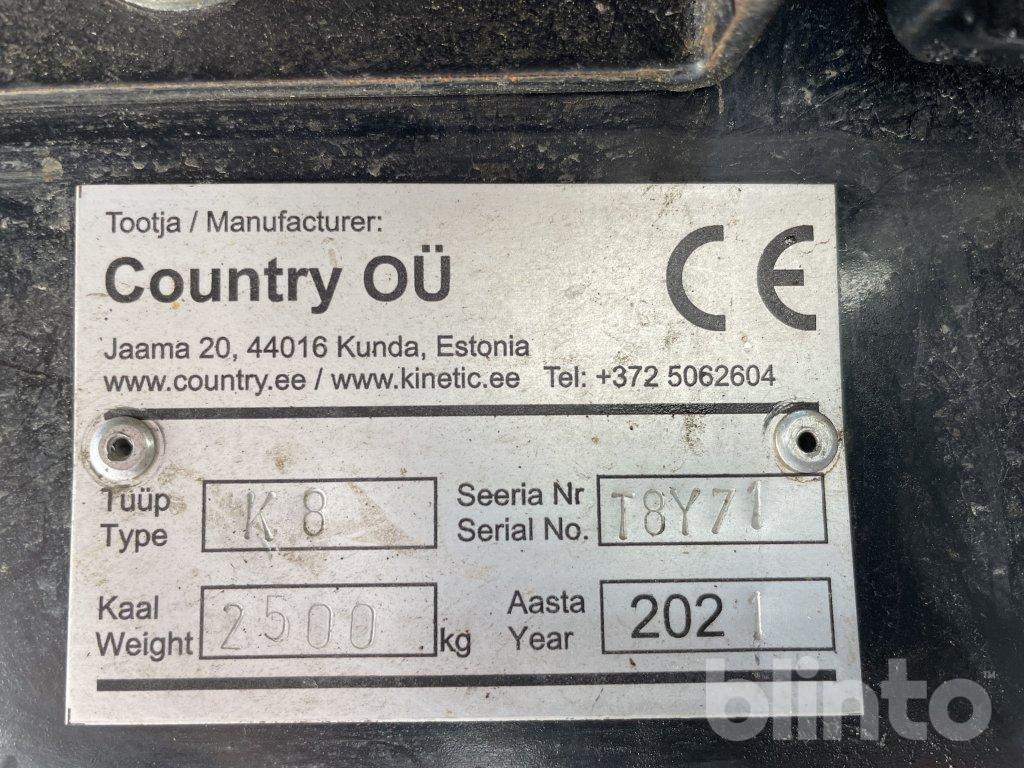 Tootja / Manufacturer:
Country OÜ
CE
Jaama 20, 44016 Kunda, Estonia
www.country.ee / www.kinetic.ee Tel: +372 5062604
Tüüp
Type
K8
Seeria Nr
Serial No.
T8Y71
Kaal
Weight
2500
kg
Aasta
Year
2021
blinto™